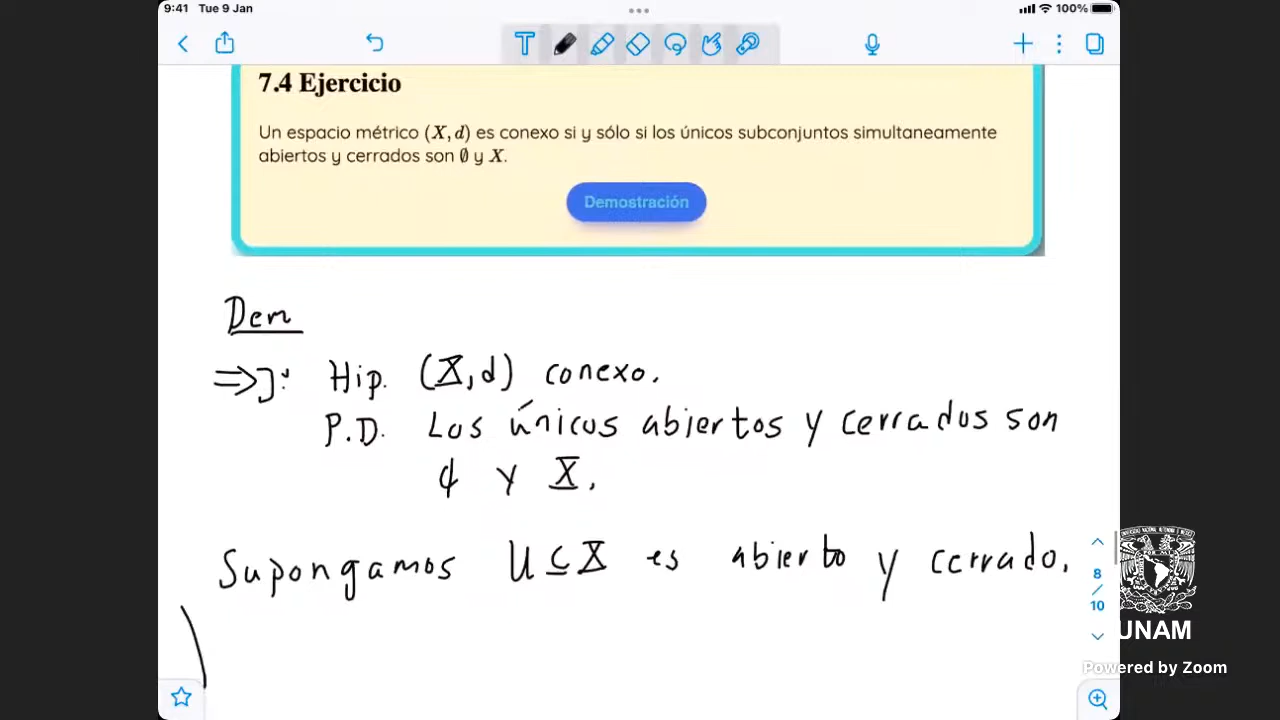 9:41 Tue 9 Jan
100%
7.4 Ejercicio
Un espacio métrico (X, d) es conexo si y sólo si los únicos subconjuntos simultaneamente
abiertos y cerrados son ∅ y X.
Demostración
Dem
⇒]: Hip. (X,d) conexo.
P.D. Los únicos abiertos y cerrados son
∅ y X.
Supongamos U⊆X es abierto y cerrado.
8
/
10
UNAM
Powered by Zoom